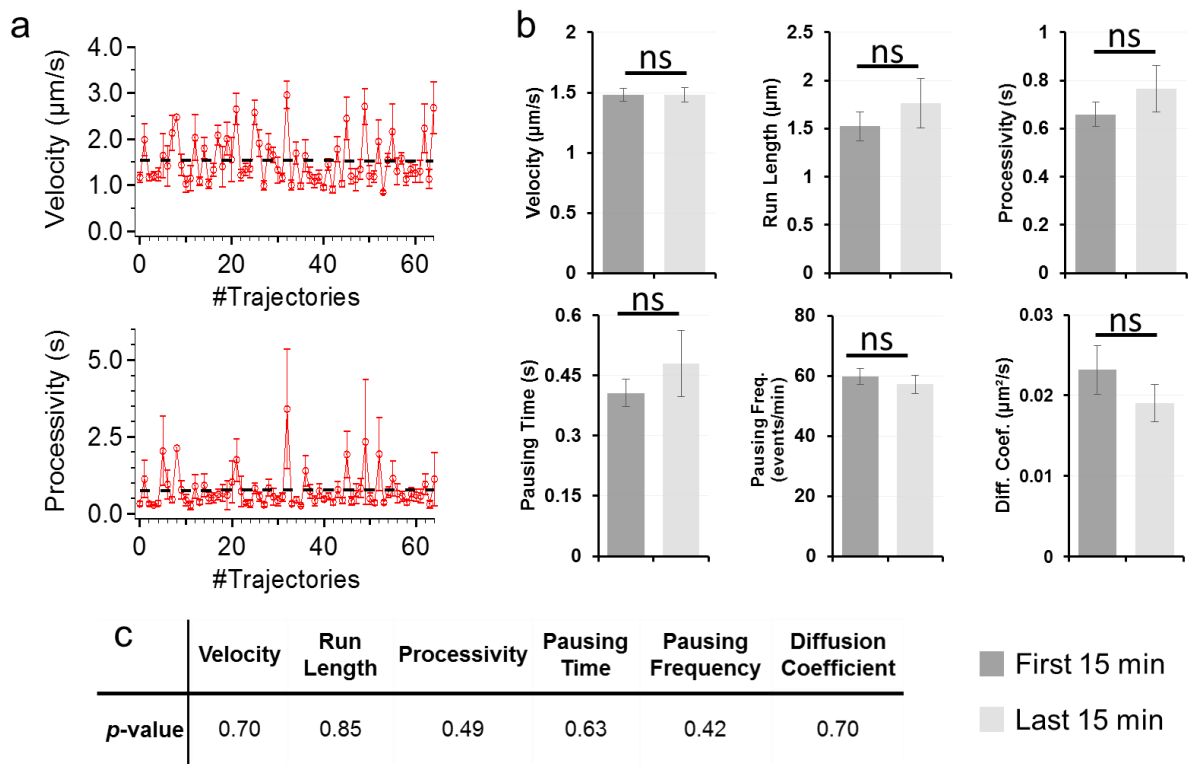 a
4.0
3.0
2.0
1.0
0.0
Velocity (µm/s)
0
20
40
60
#Trajectories
5.0
2.5
0.0
Processivity (s)
0
20
40
60
#Trajectories
b
2
1.5
1
0.5
0
Velocity (µm/s)
ns
2.5
2
1.5
1
0.5
0
Run Length (µm)
ns
1
0.8
0.6
0.4
0.2
0
Processivity (s)
ns
0.6
0.45
0.3
0.15
0
Pausing Time (s)
ns
80
60
40
20
0
Pausing Freq.
(events/min)
ns
0.03
0.02
0.01
0
Diff. Coef. (µm²/s)
ns
c
Velocity Run Length Processivity Pausing Time Pausing Frequency Diffusion Coefficient
p-value 0.70 0.85 0.49 0.63 0.42 0.70
First 15 min
Last 15 min